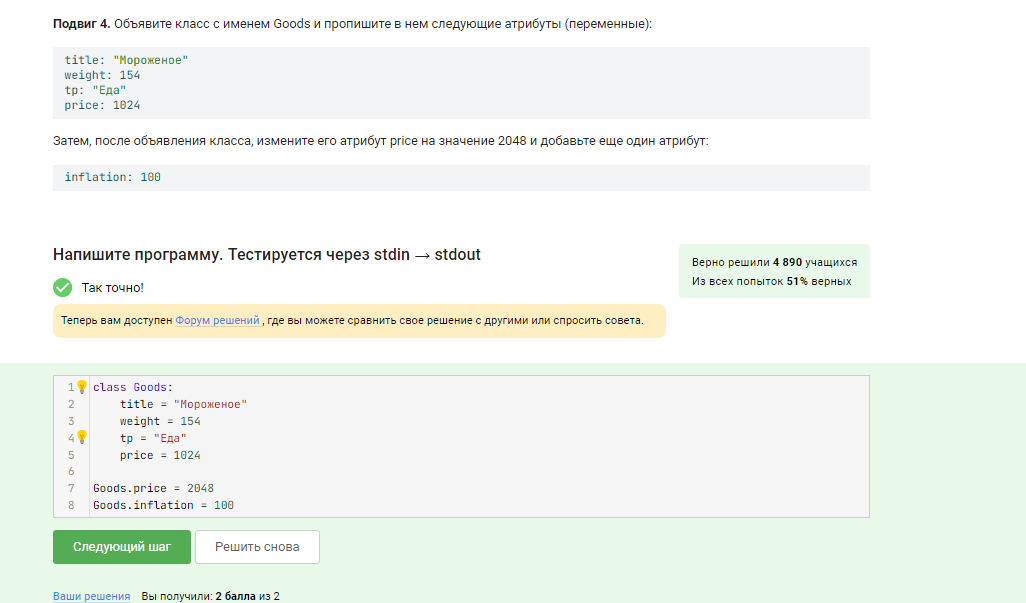 Подвиг 4. Объявите класс с именем Goods и пропишите в нем следующие атрибуты (переменные):
title: "Мороженое"
weight: 154
tp: "Еда"
price: 1024
Затем, после объявления класса, измените его атрибут price на значение 2048 и добавьте еще один атрибут:
inflation: 100
Напишите программу. Тестируется через stdin → stdout
Верно решили 4 890 учащихся
Из всех попыток 51% верных
Так точно!
Теперь вам доступен Форум решений , где вы можете сравнить свое решение с другими или спросить совета.
1 class Goods:
2 title = "Мороженое"
3 weight = 154
4 tp = "Еда"
5 price = 1024
6
7 Goods.price = 2048
8 Goods.inflation = 100
Следующий шаг Решить снова
Ваши решения Вы получили: 2 балла из 2